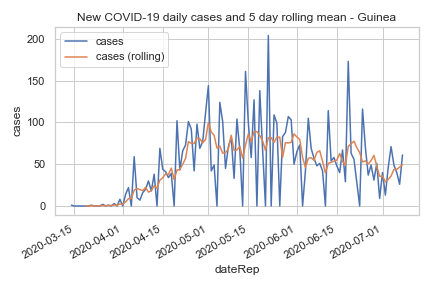 New COVID-19 daily cases and 5 day rolling mean - Guinea
cases
cases (rolling)
200
150
100
50
0
cases
2020-03-15
2020-04-01
2020-04-15
2020-05-01
2020-05-15
2020-06-01
2020-06-15
2020-07-01
dateRep